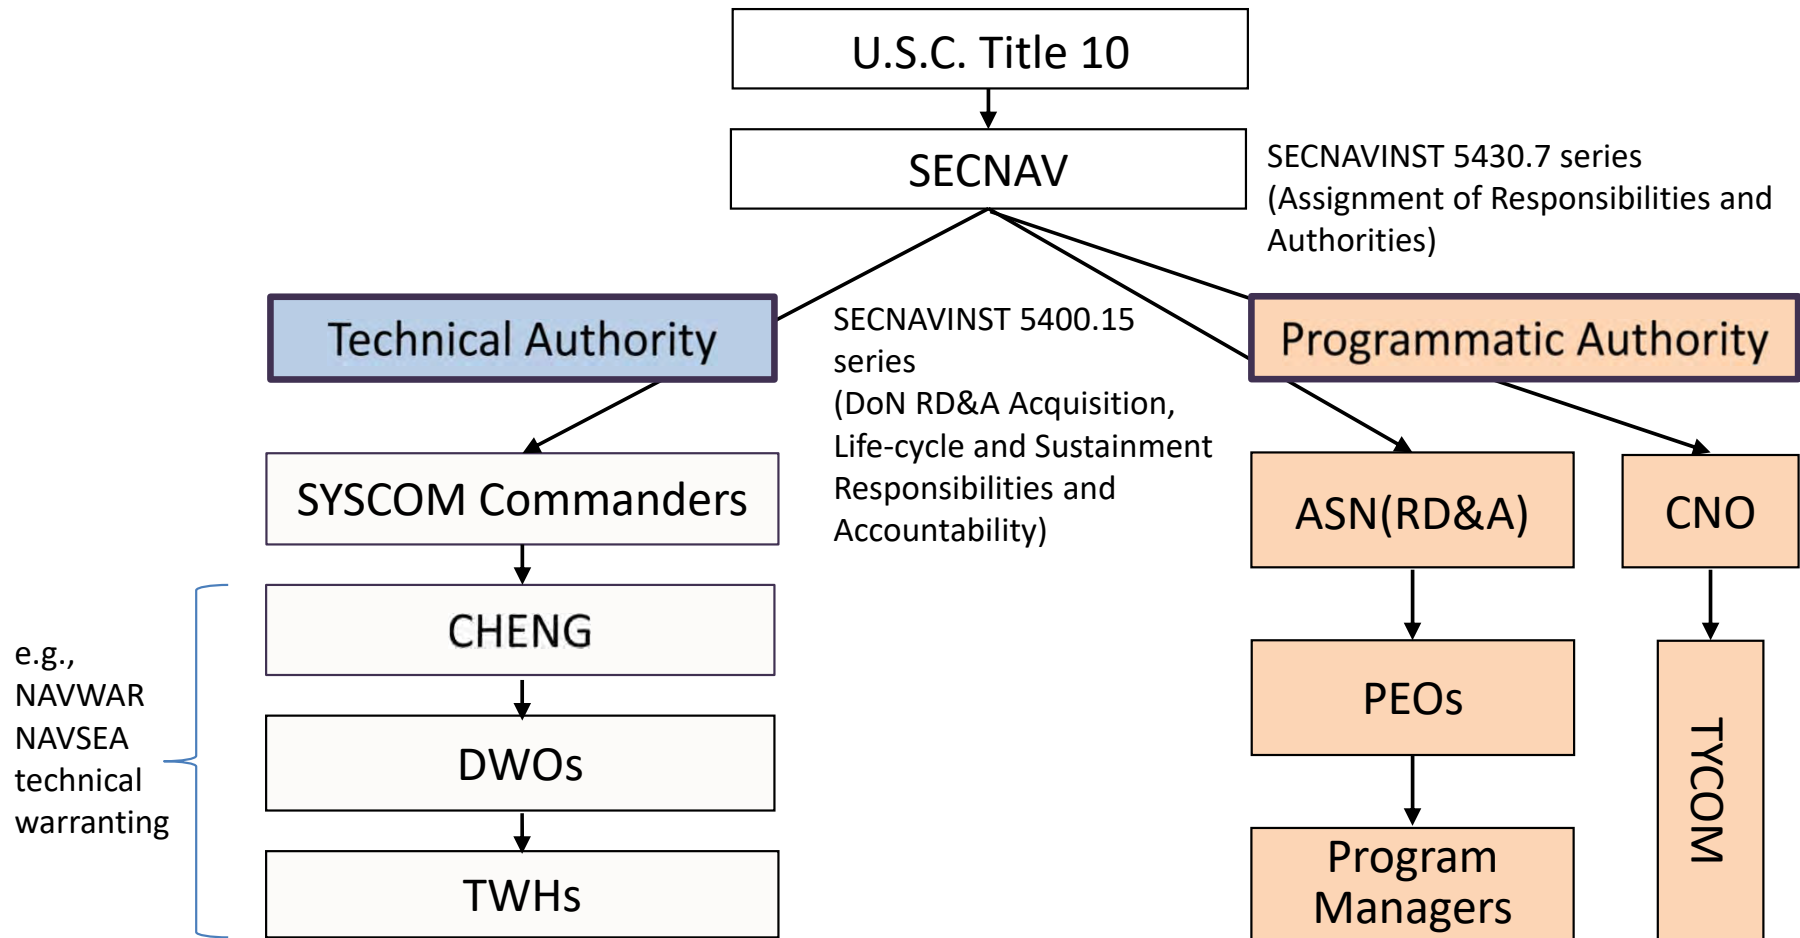 U.S.C. Title 10
SECNAV
SECNAVINST 5430.7 series
(Assignment of Responsibilities and
Authorities)
Technical Authority
SECNAVINST 5400.15
series
(DoN RD&A Acquisition,
Life-cycle and Sustainment
Responsibilities and
Accountability)
Programmatic Authority
SYSCOM Commanders
CHENG
DWOs
TWHs
e.g.,
NAVWAR
NAVSEA
technical
warranting
ASN(RD&A)
PEOs
Program
Managers
CNO
TYCOM